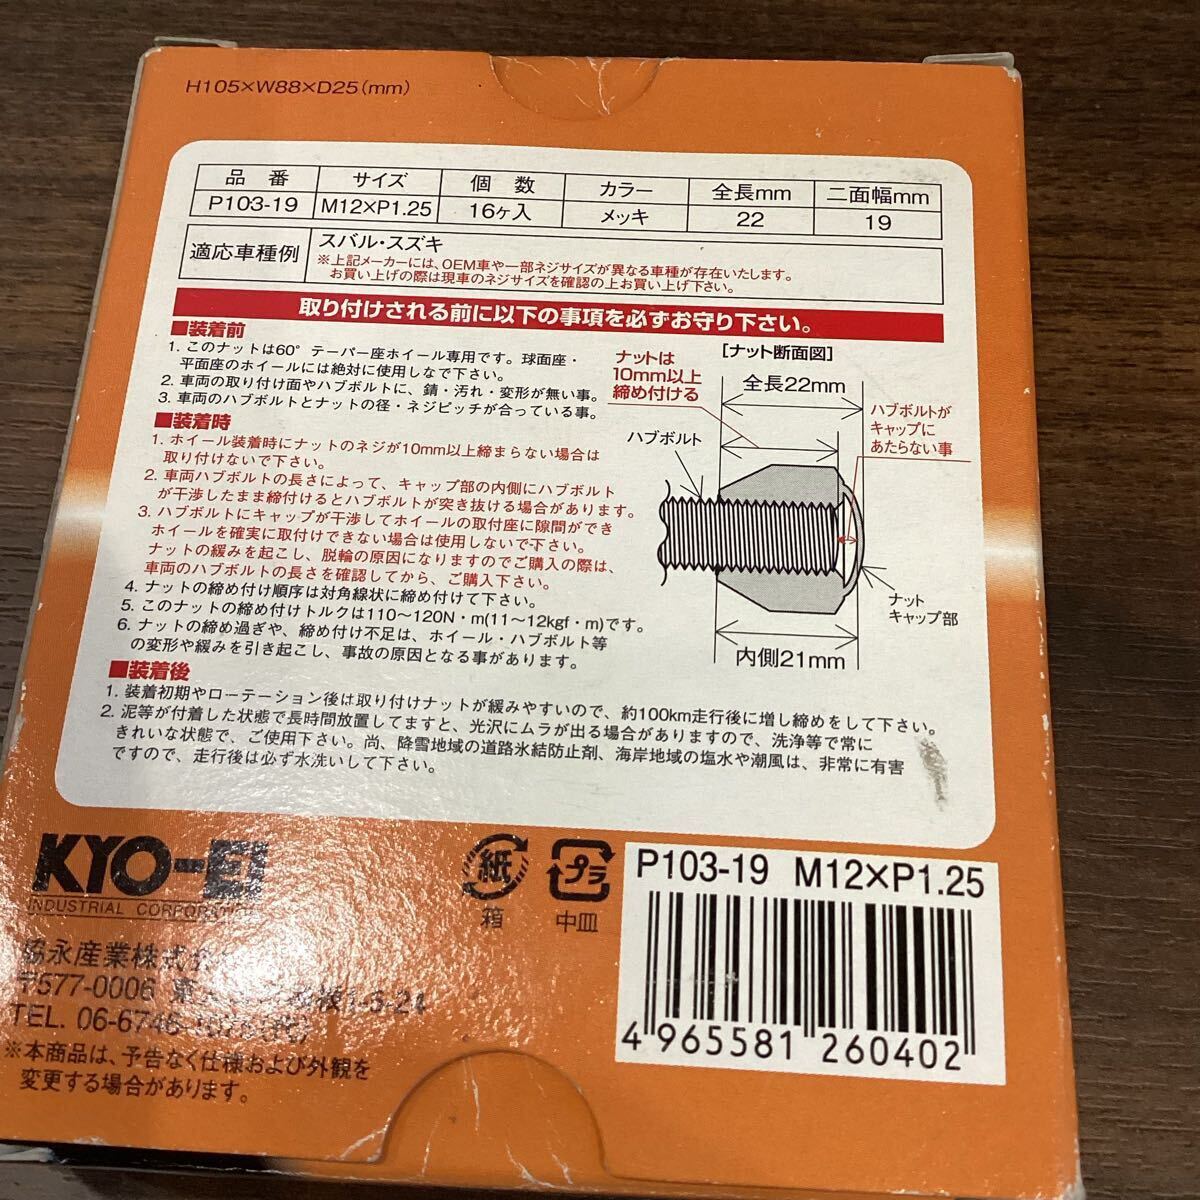 H105×W88×D25(mm)
品番 サイズ 個数 カラー 全長mm 二面幅mm
P103-19 M12×P1.25 16ヶ入 メッキ 22 19
適応車種例
スバル・スズキ
※上記メーカーには、OEM車や一部ネジサイズが異なる車種が存在いたします。
お買い上げの際は現車のネジサイズを確認の上お買い上げ下さい。
取り付けされる前に以下の事項を必ずお守り下さい。
■装着前
1. このナットは60°テーパー座ホイール専用です。球面座・
平面座のホイールには絶対に使用しなで下さい。
2. 車両の取り付け面やハブボルトに、錆・汚れ・変形が無い事。
3. 車両のハブボルトとナットの径・ネジピッチが合っている事。
■装着時
1. ホイール装着時にナットのネジが10mm以上締まらない場合は
取り付けないで下さい。
2. 車両ハブボルトの長さによって、キャップ部の内側にハブボルト
が干渉したまま締付けるとハブボルトが突き抜ける場合があります。
3. ハブボルトにキャップが干渉してホイールの取付座に隙間ができ
ホイールを確実に取付できない場合は使用しないで下さい。
ナットの緩みを起こし、脱輪の原因になりますのでご購入の際は、
車両のハブボルトの長さを確認してから、ご購入下さい。
4. ナットの締め付け順序は対角線状に締め付けて下さい。
5. このナットの締め付けトルクは110〜120N・m(11〜12kgf・m)です。
6. ナットの締め過ぎや、締め付け不足は、ホイール・ハブボルト等
の変形や緩みを引き起こし、事故の原因となる事があります。
■装着後
1. 装着初期やローテーション後は取り付けナットが緩みやすいので、約100km走行後に増し締めをして下さい。
2. 泥等が付着した状態で長時間放置してますと、光沢にムラが出る場合がありますので、洗浄等で常に
きれいな状態で、ご使用下さい。尚、降雪地域の道路氷結防止剤、海岸地域の塩水や潮風は、非常に有害
ですので、走行後は必ず水洗いして下さい。
[ナット断面図]
ナットは
10mm以上
締め付ける
全長22mm
ハブボルト
ハブボルトが
キャップに
あたらない事
ナット
キャップ部
内側21mm
KYO-EI
INDUSTRIAL CORPORATION
協永産業株式会
〒577-0006
TEL. 06-6746-
※本商品は、予告なく仕様および外観を
変更する場合があります。
紙
箱
プラ
中皿
P103-19 M12×P1.25
4 965581 260402